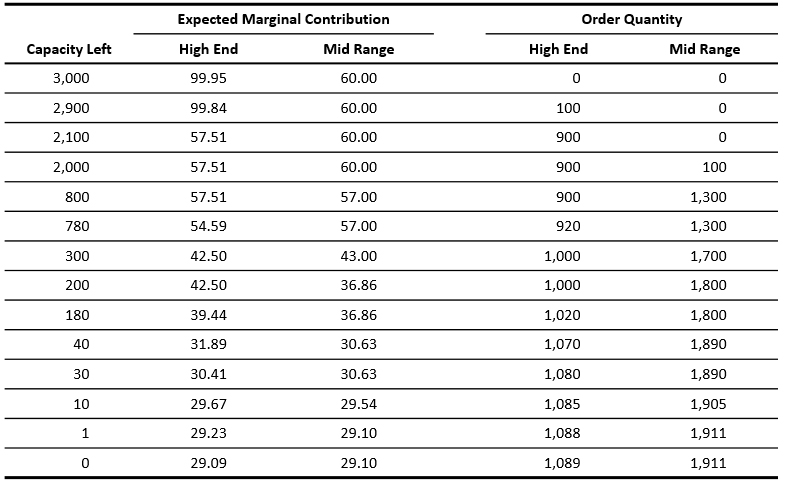 Expected Marginal Contribution Order Quantity
Capacity Left High End Mid Range High End Mid Range
3,000 99.95 60.00 0 0
2,900 99.84 60.00 100 0
2,100 57.51 60.00 900 0
2,000 57.51 60.00 900 100
800 57.51 57.00 900 1,300
780 54.59 57.00 920 1,300
300 42.50 43.00 1,000 1,700
200 42.50 36.86 1,000 1,800
180 39.44 36.86 1,020 1,800
40 31.89 30.63 1,070 1,890
30 30.41 30.63 1,080 1,890
10 29.67 29.54 1,085 1,905
1 29.23 29.10 1,088 1,911
0 29.09 29.10 1,089 1,911